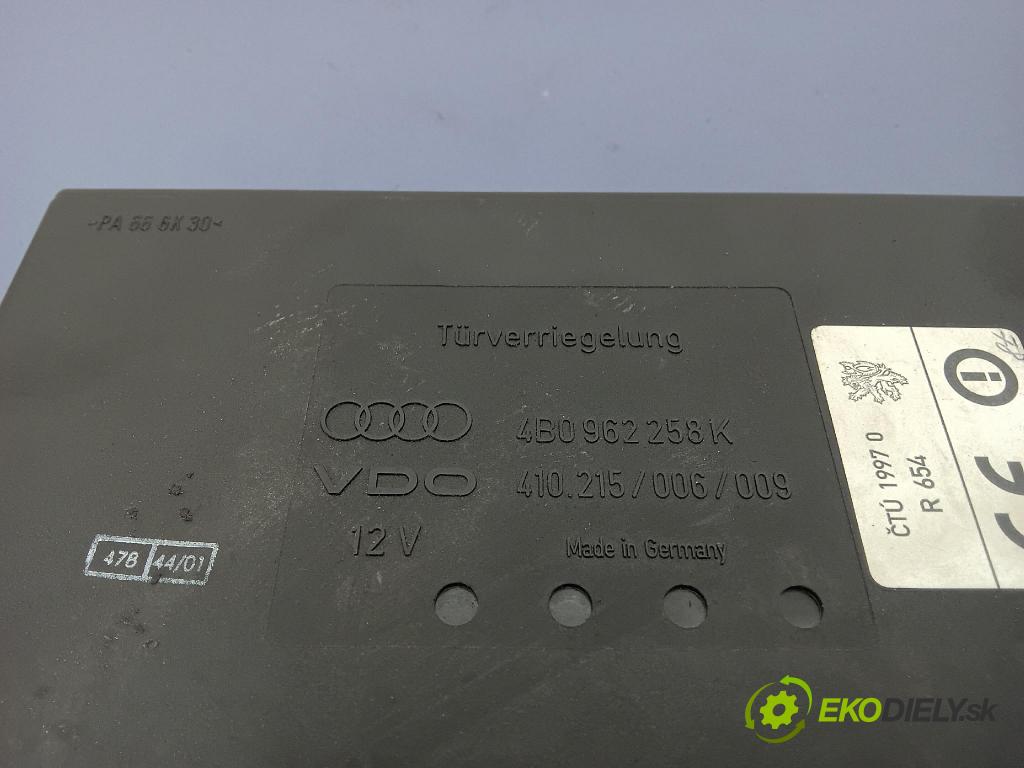 >PA 66 GK 30<
Türverriegelung
4B0 962 258 K
VDO 410.215/006/009
12 V
Made in Germany
478 44/01
ČTÚ 1997 0
R 654
CE
EKODIELY.sk